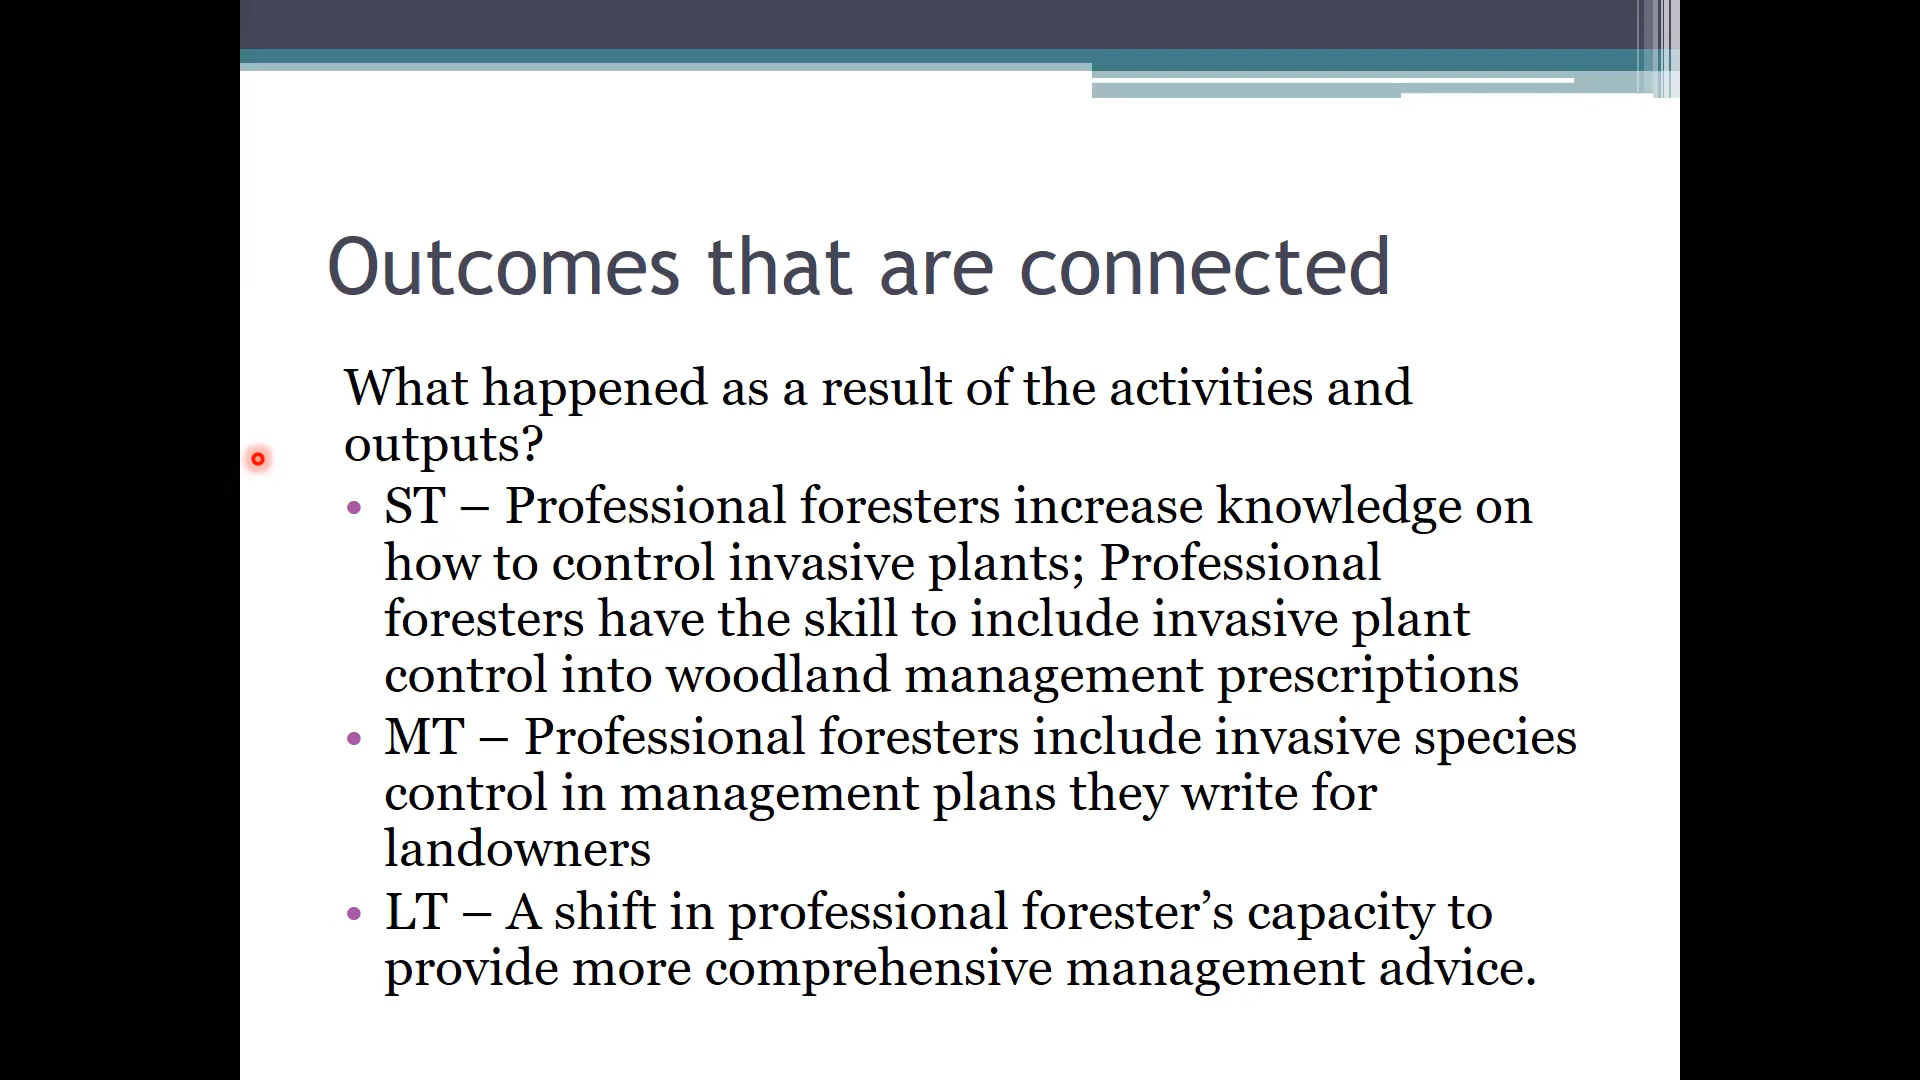 Outcomes that are connected
What happened as a result of the activities and
outputs?
• ST – Professional foresters increase knowledge on
how to control invasive plants; Professional
foresters have the skill to include invasive plant
control into woodland management prescriptions
• MT – Professional foresters include invasive species
control in management plans they write for
landowners
• LT – A shift in professional forester’s capacity to
provide more comprehensive management advice.